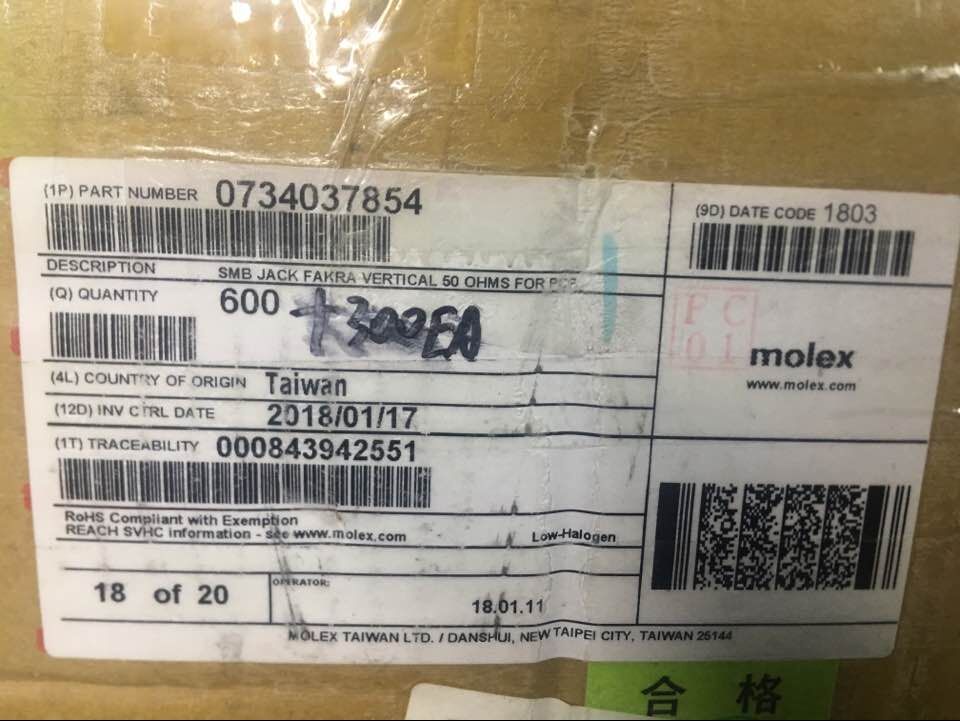 (1P) PART NUMBER 0734037854
(9D) DATE CODE 1803
DESCRIPTION SMB JACK FAKRA VERTICAL 50 OHMS FOR PCB
(Q) QUANTITY 600 +300EA
P C
01
molex
www.molex.com
(4L) COUNTRY OF ORIGIN Taiwan
(12D) INV CTRL DATE 2018/01/17
(1T) TRACEABILITY 000843942551
RoHS Compliant with Exemption
REACH SVHC information - see www.molex.com
Low-Halogen
18 of 20
OPERATOR:
18.01.11
MOLEX TAIWAN LTD. / DANSHUI, NEW TAIPEI CITY, TAIWAN 25144
合格